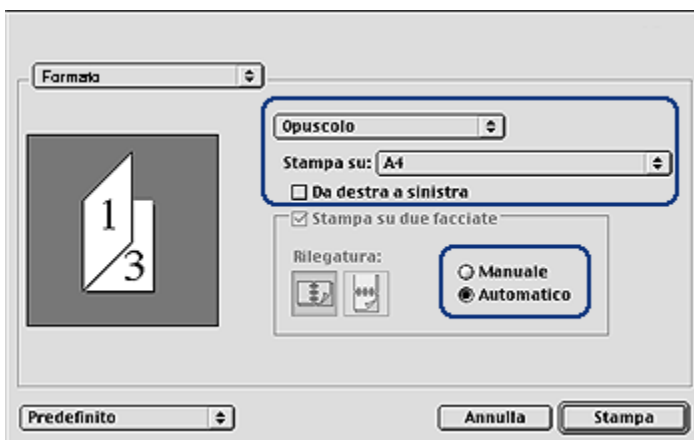 Formato
Opuscolo
Stampa su: A4
Da destra a sinistra
Stampa su due facciate
Rilegatura:
Manuale
Automatico
1
3
Predefinito
Annulla
Stampa